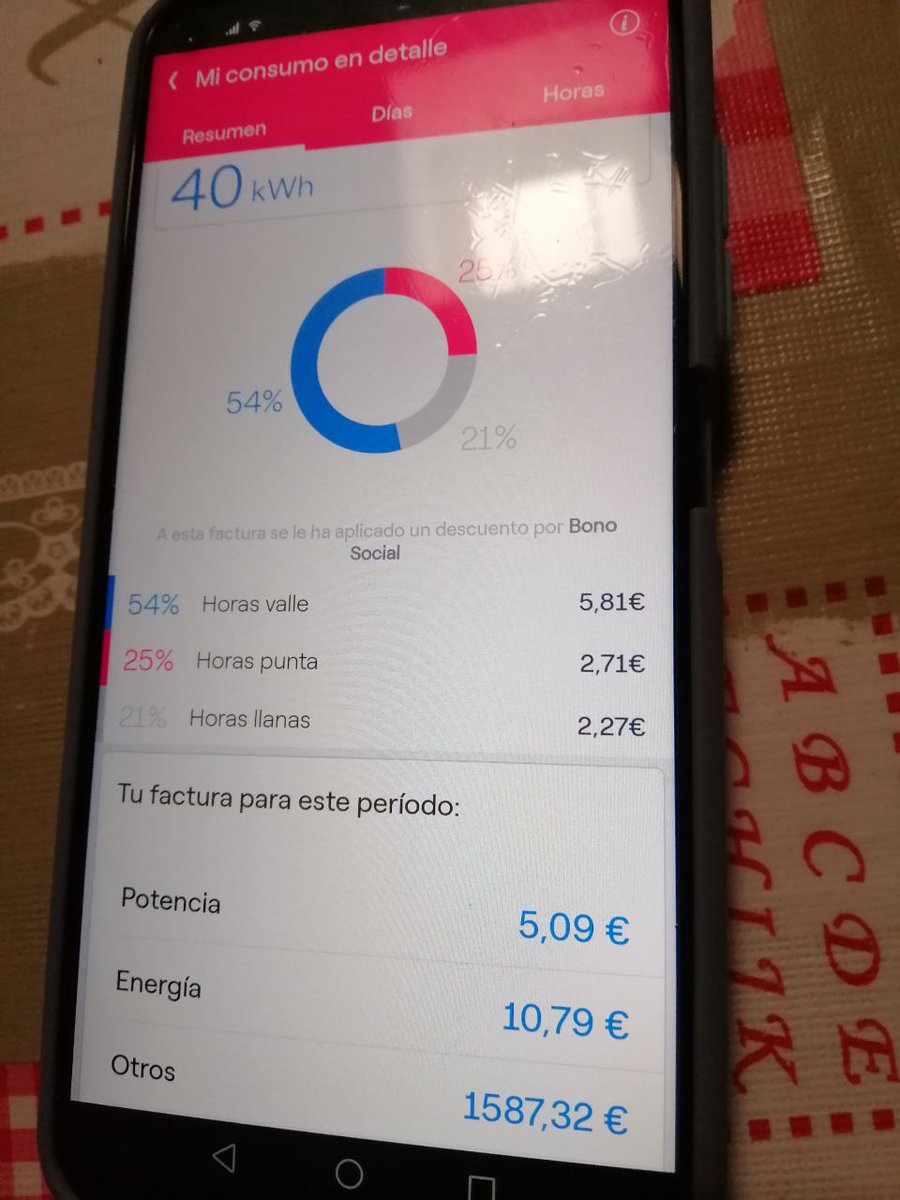 Mi consumo en detalle
Resumen
Días
Horas
40 kWh
25%
54%
21%
A esta factura se le ha aplicado un descuento por Bono
Social
54% Horas valle 5,81€
25% Horas punta 2,71€
21% Horas llanas 2,27€
Tu factura para este período:
Potencia 5,09 €
Energía 10,79 €
Otros 1587,32 €
A B C D E